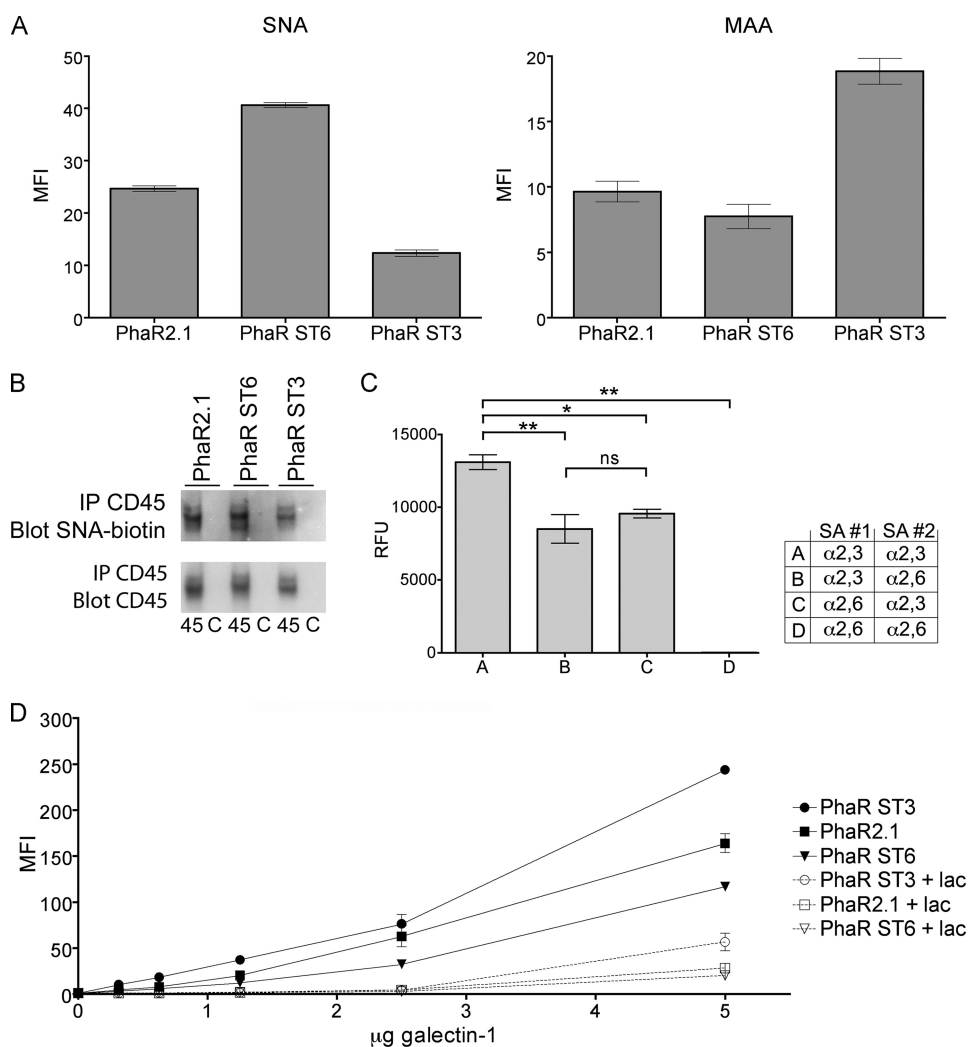 A
SNA
MAA
50
40
30
20
10
0
MFI
PhaR2.1
PhaR ST6
PhaR ST3
20
15
10
5
0
MFI
PhaR2.1
PhaR ST6
PhaR ST3
B
PhaR2.1
PhaR ST6
PhaR ST3
IP CD45
Blot SNA-biotin
IP CD45
Blot CD45
45 C 45 C 45 C
C
**
*
**
ns
15000
10000
5000
0
RFU
A B C D
SA #1 SA #2
A α2,3 α2,3
B α2,3 α2,6
C α2,6 α2,3
D α2,6 α2,6
D
300
250
200
150
100
50
0
MFI
0 1 2 3 4 5
μg galectin-1
PhaR ST3
PhaR2.1
PhaR ST6
PhaR ST3 + lac
PhaR2.1 + lac
PhaR ST6 + lac